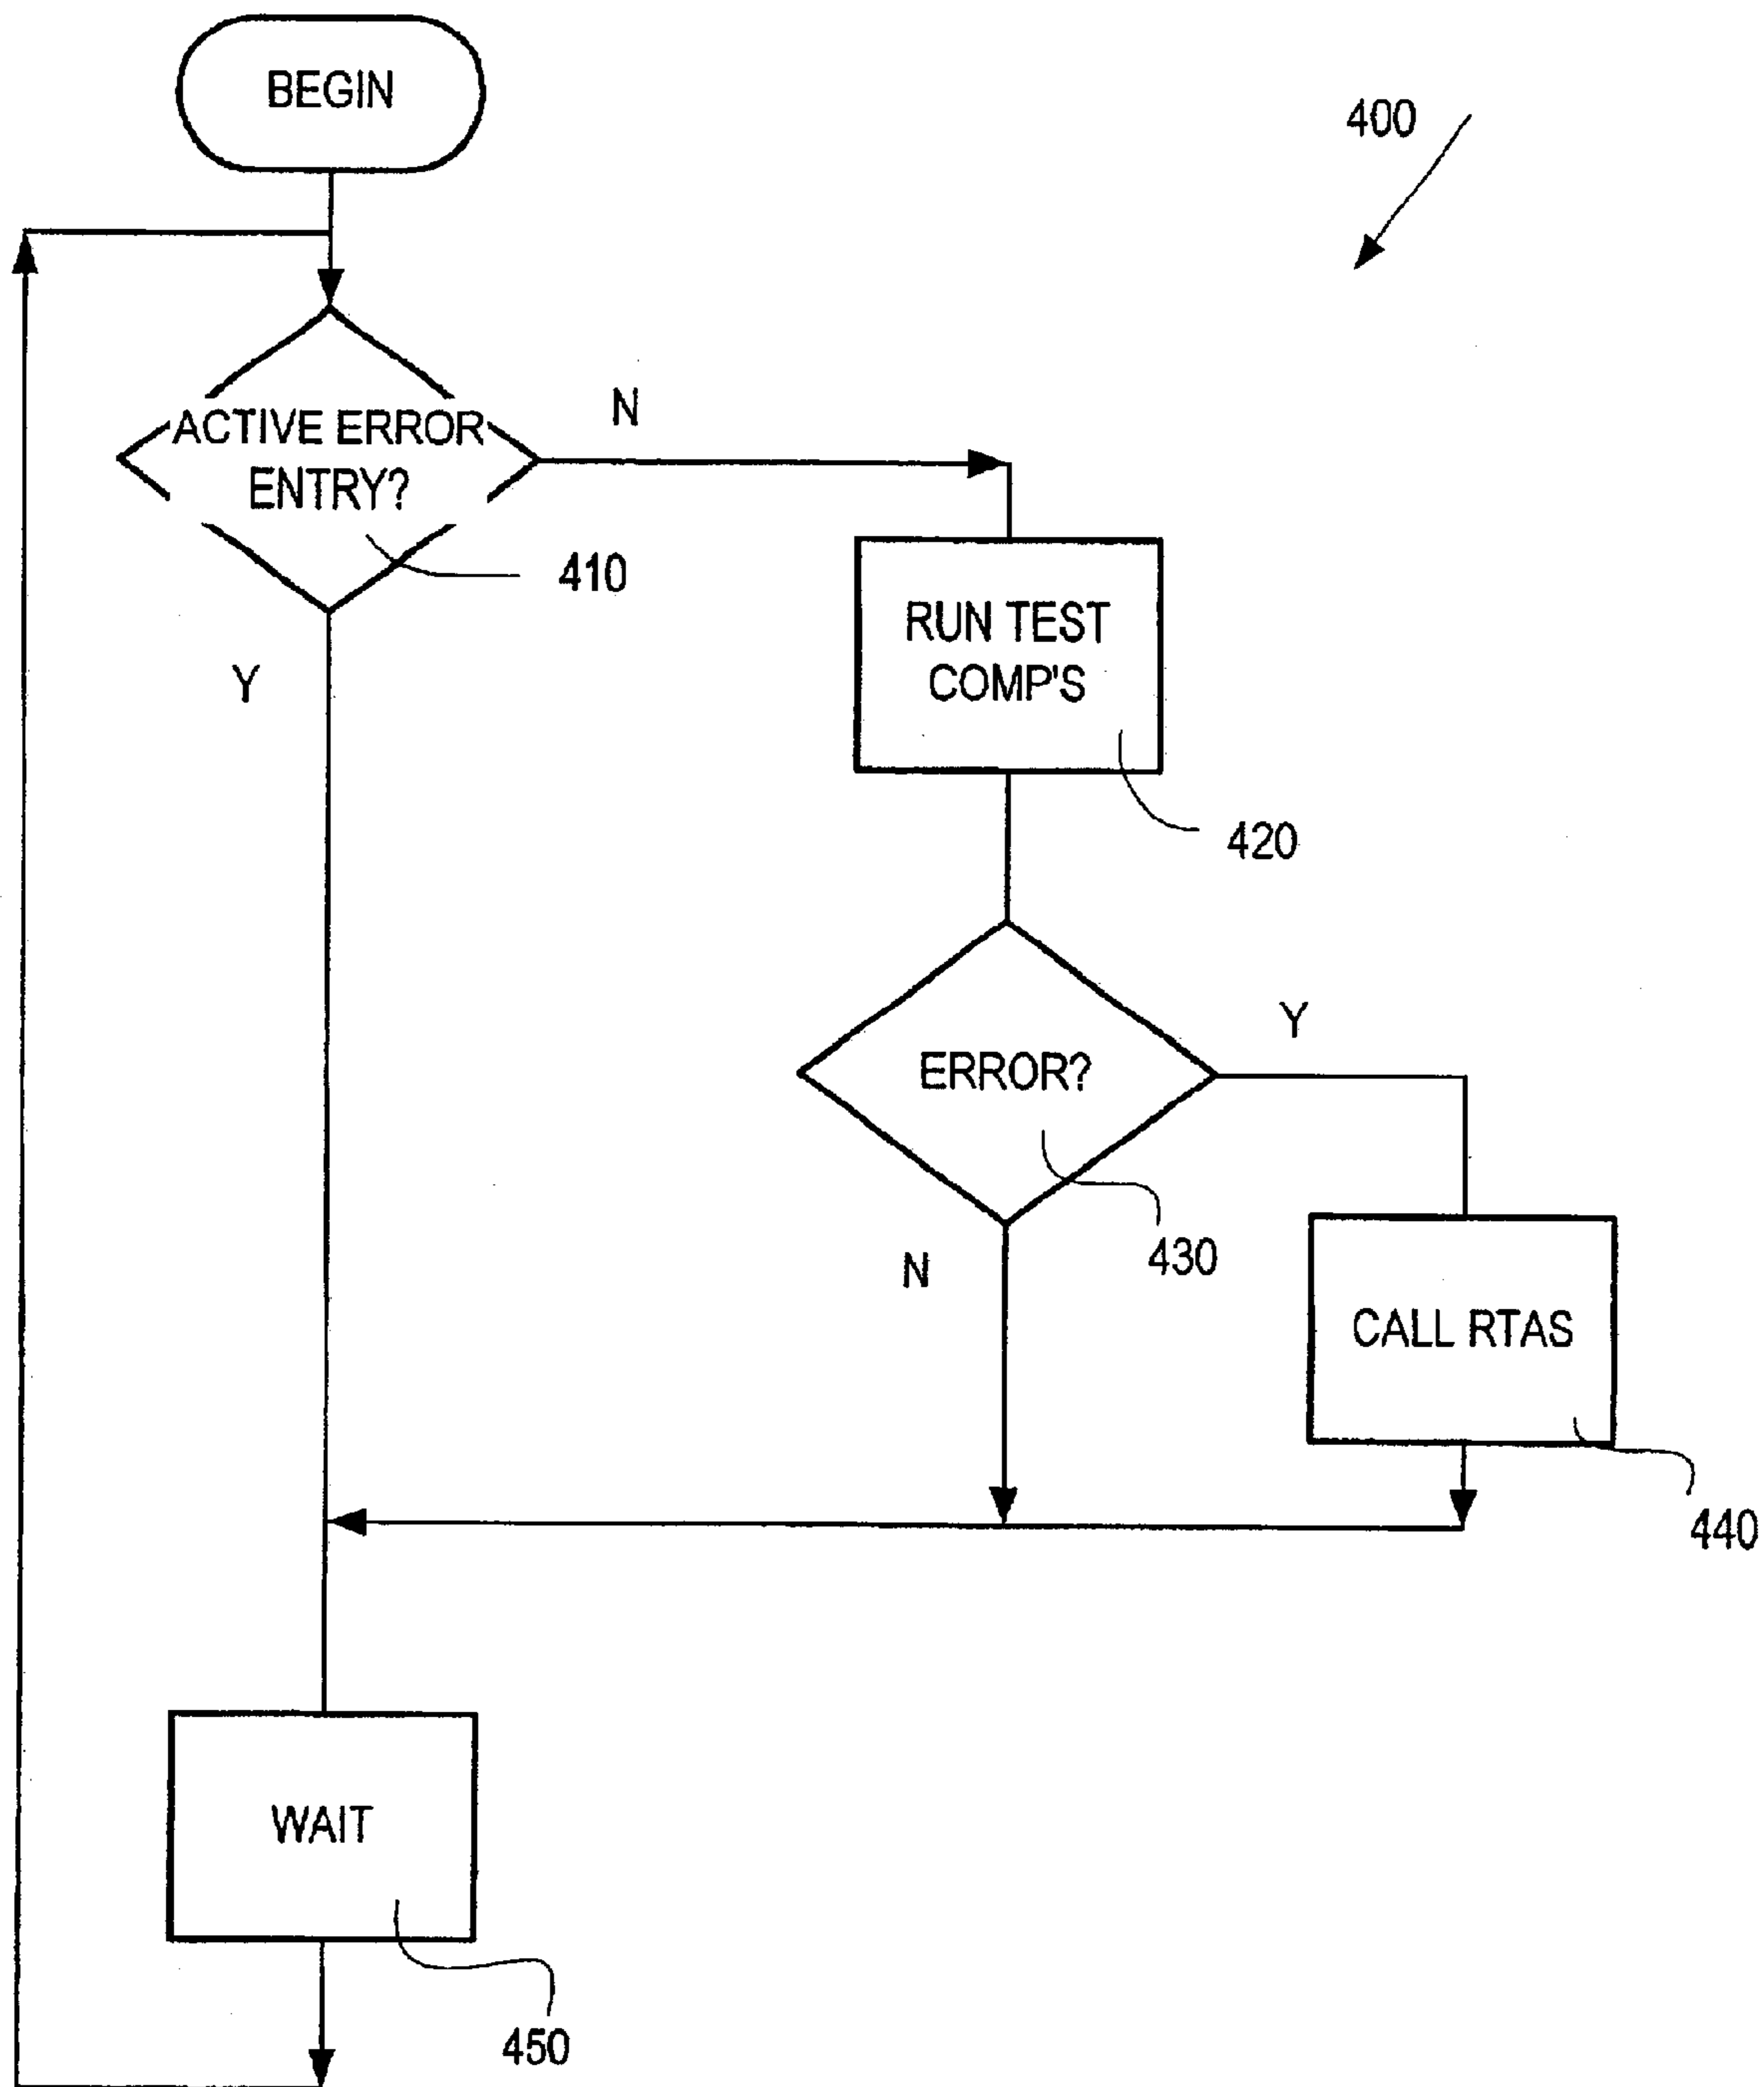 BEGIN
400
ACTIVE ERROR
ENTRY?
N
410
Y
RUN TEST
COMP'S
420
ERROR?
Y
430
N
CALL RTAS
440
WAIT
450